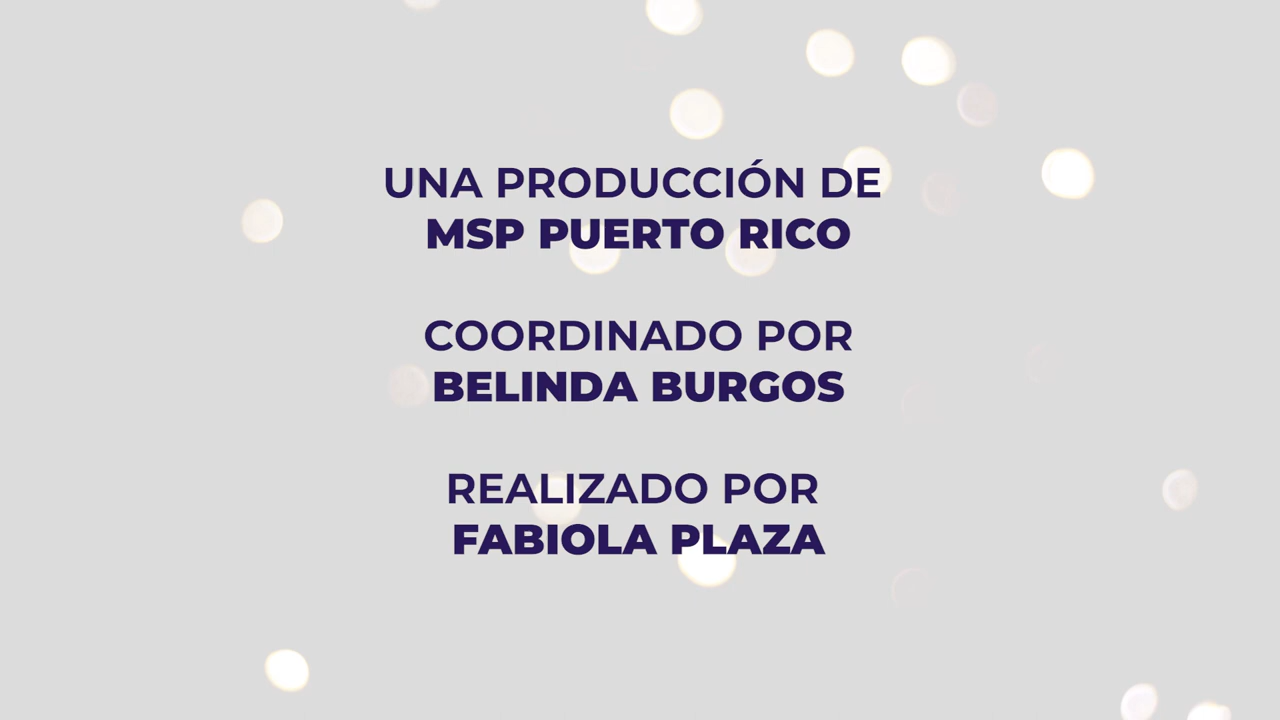 UNA PRODUCCIÓN DE
MSP PUERTO RICO
COORDINADO POR
BELINDA BURGOS
REALIZADO POR
FABIOLA PLAZA